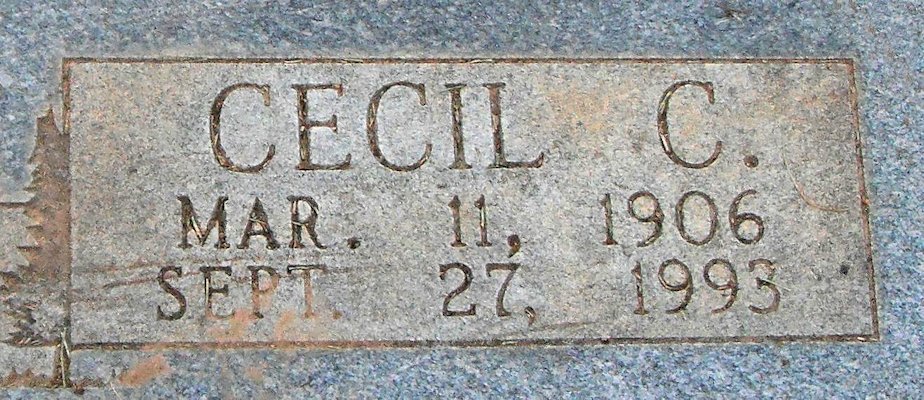 CECIL C.
MAR. 11, 1906
SEPT. 27, 1993